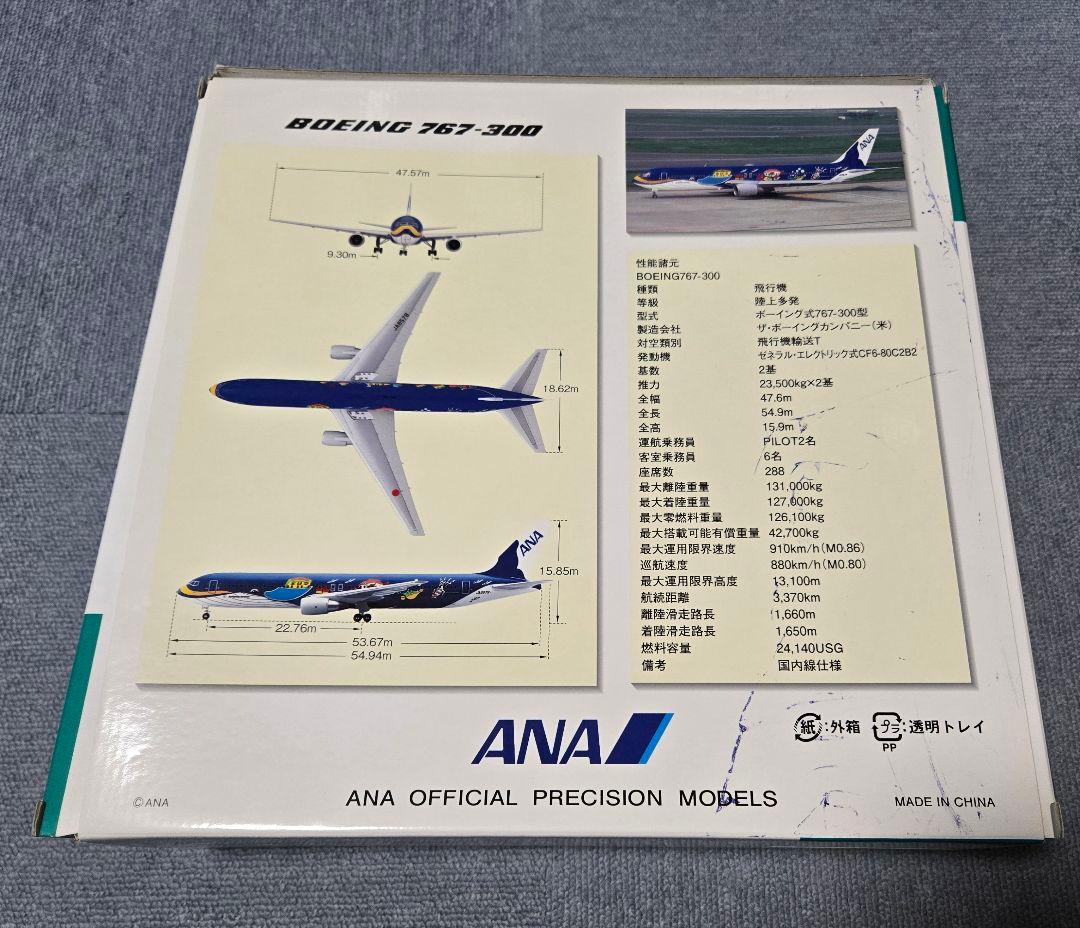 BOEING 767-300
47.57m
9.30m
JA8578
18.62m
ANA
15.85m
22.76m
53.67m
54.94m
ANA
性能諸元
BOEING767-300
種類 飛行機
等級 陸上多発
型式 ボーイング式767-300型
製造会社 ザ・ボーイングカンパニー(米)
対空類別 飛行機輸送T
発動機 ゼネラル・エレクトリック式CF6-80C2B2
基数 2基
推力 23,500kg×2基
全幅 47.6m
全長 54.9m
全高 15.9m
運航乗務員 PILOT2名
客室乗務員 6名
座席数 288
最大離陸重量 131,000kg
最大着陸重量 127,000kg
最大零燃料重量 126,100kg
最大搭載可能有償重量 42,700kg
最大運用限界速度 910km/h(M0.86)
巡航速度 880km/h(M0.80)
最大運用限界高度 13,100m
航続距離 3,370km
離陸滑走路長 1,660m
着陸滑走路長 1,650m
燃料容量 24,140USG
備考 国内線仕様
ANA
紙:外箱 プラ:透明トレイ
PP
©ANA
ANA OFFICIAL PRECISION MODELS
MADE IN CHINA